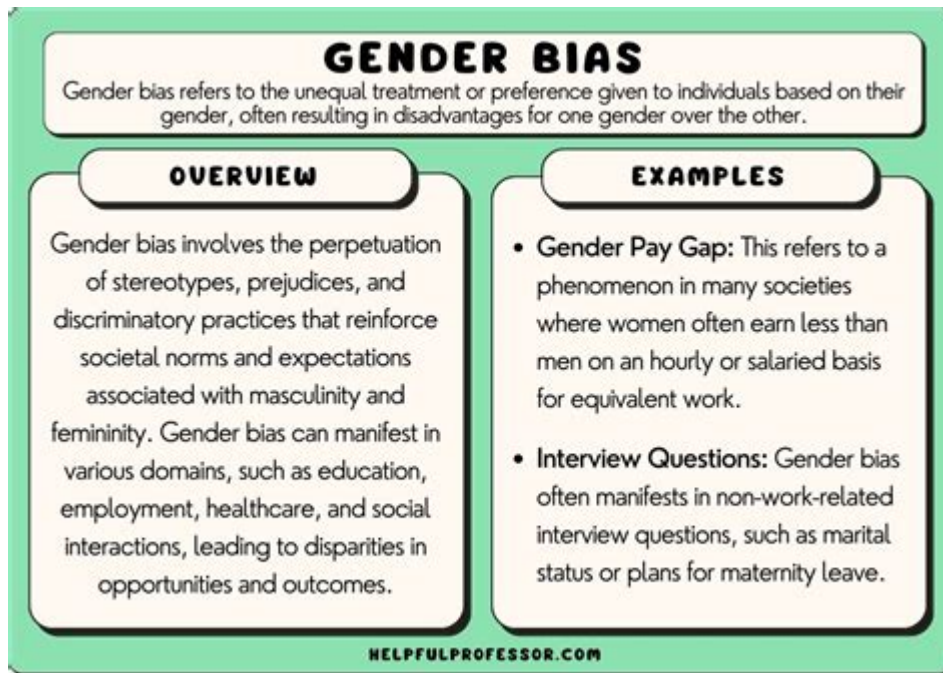 GENDER BIAS
Gender bias refers to the unequal treatment or preference given to individuals based on their
gender, often resulting in disadvantages for one gender over the other.
OVERVIEW
Gender bias involves the perpetuation
of stereotypes, prejudices, and
discriminatory practices that reinforce
societal norms and expectations
associated with masculinity and
femininity. Gender bias can manifest in
various domains, such as education,
employment, healthcare, and social
interactions, leading to disparities in
opportunities and outcomes.
EXAMPLES
• Gender Pay Gap: This refers to a
phenomenon in many societies
where women often earn less than
men on an hourly or salaried basis
for equivalent work.
• Interview Questions: Gender bias
often manifests in non-work-related
interview questions, such as marital
status or plans for maternity leave.
HELPFULPROFESSOR.COM